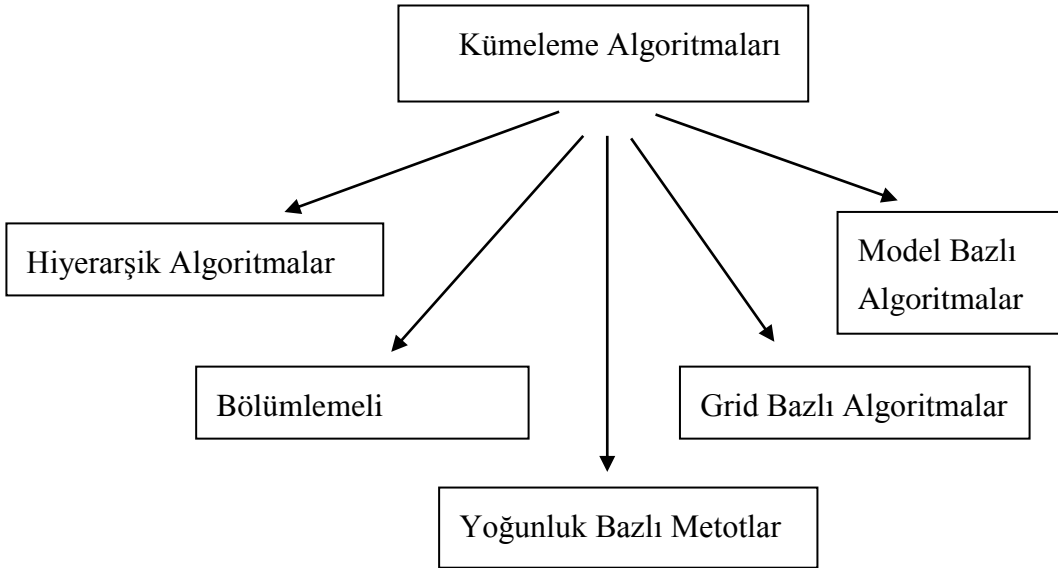 Kümeleme Algoritmaları
Hiyerarşik Algoritmalar
Model Bazlı
Algoritmalar
Bölümlemeli
Grid Bazlı Algoritmalar
Yoğunluk Bazlı Metotlar